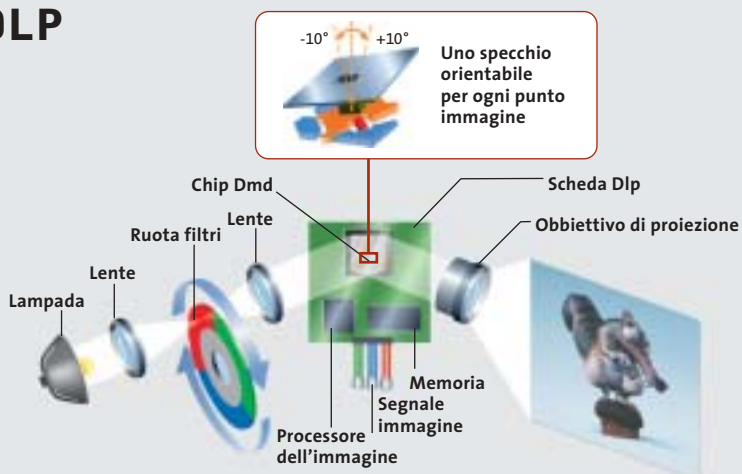 DLP
-10° +10°
Uno specchio
orientabile
per ogni punto
immagine
Chip Dmd
Scheda Dlp
Lente
Obbiettivo di proiezione
Ruota filtri
Lente
Lampada
Memoria
Segnale
immagine
Processore
dell'immagine